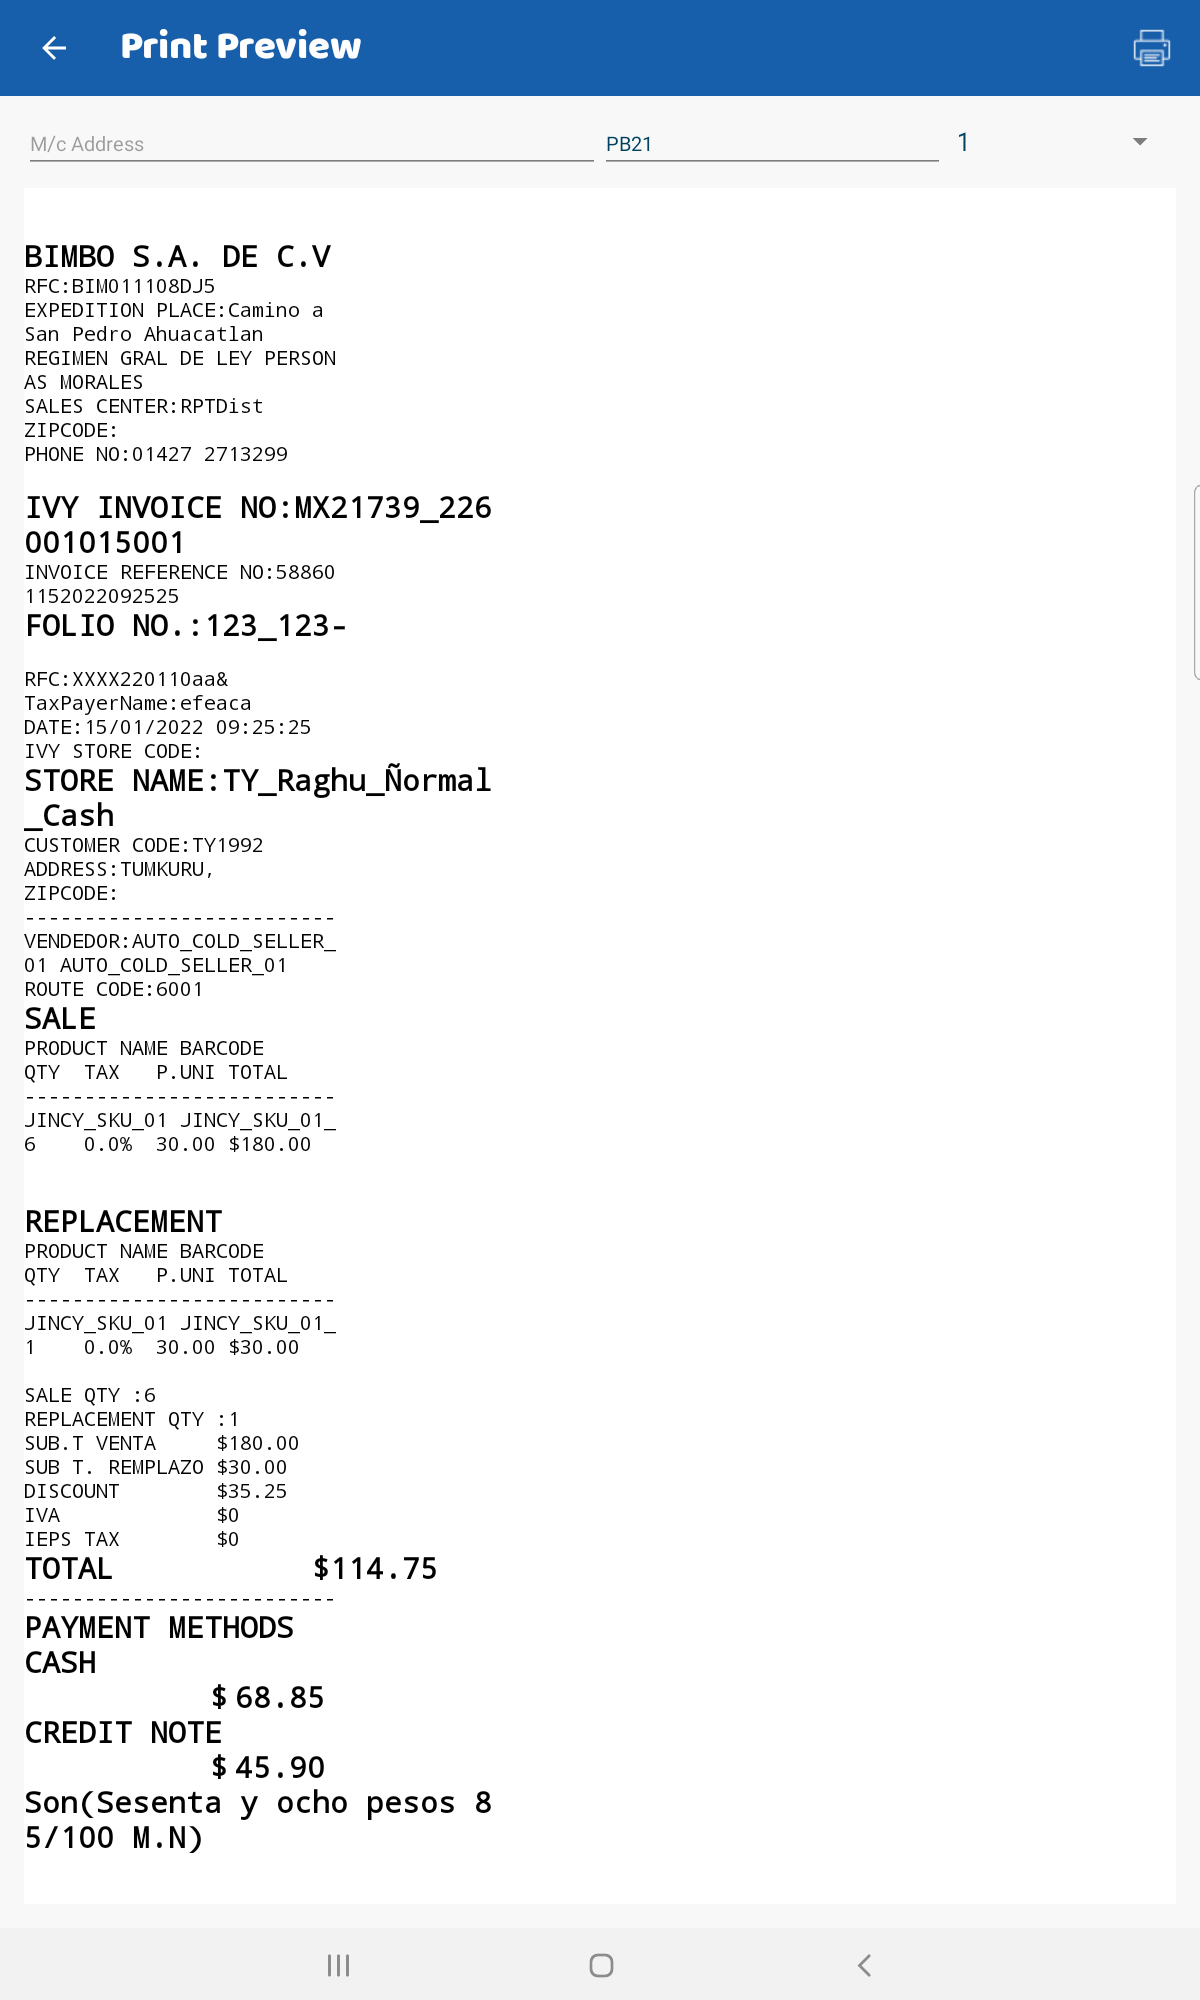 Print Preview
M/c Address PB21 1
BIMBO S.A. DE C.V
RFC:BIM011108DJ5
EXPEDITION PLACE:Camino a
San Pedro Ahuacatlan
REGIMEN GRAL DE LEY PERSON
AS MORALES
SALES CENTER:RPTDist
ZIPCODE:
PHONE NO:01427 2713299
IVY INVOICE NO:MX21739_226
001015001
INVOICE REFERENCE NO:58860
1152022092525
FOLIO NO.:123_123-
RFC:XXXX220110aa&
TaxPayerName:efeaca
DATE:15/01/2022 09:25:25
IVY STORE CODE:
STORE NAME:TY_Raghu_Ñormal
_Cash
CUSTOMER CODE:TY1992
ADDRESS:TUMKURU,
ZIPCODE:
--------------------------
VENDEDOR:AUTO_COLD_SELLER_
01 AUTO_COLD_SELLER_01
ROUTE CODE:6001
SALE
PRODUCT NAME BARCODE
QTY  TAX   P.UNI TOTAL
--------------------------
JINCY_SKU_01 JINCY_SKU_01_
6    0.0%  30.00 $180.00
REPLACEMENT
PRODUCT NAME BARCODE
QTY  TAX   P.UNI TOTAL
--------------------------
JINCY_SKU_01 JINCY_SKU_01_
1    0.0%  30.00 $30.00
SALE QTY :6
REPLACEMENT QTY :1
SUB.T VENTA     $180.00
SUB T. REMPLAZO $30.00
DISCOUNT        $35.25
IVA             $0
IEPS TAX        $0
TOTAL           $114.75
--------------------------
PAYMENT METHODS
CASH
$ 68.85
CREDIT NOTE
$ 45.90
Son(Sesenta y ocho pesos 8
5/100 M.N)